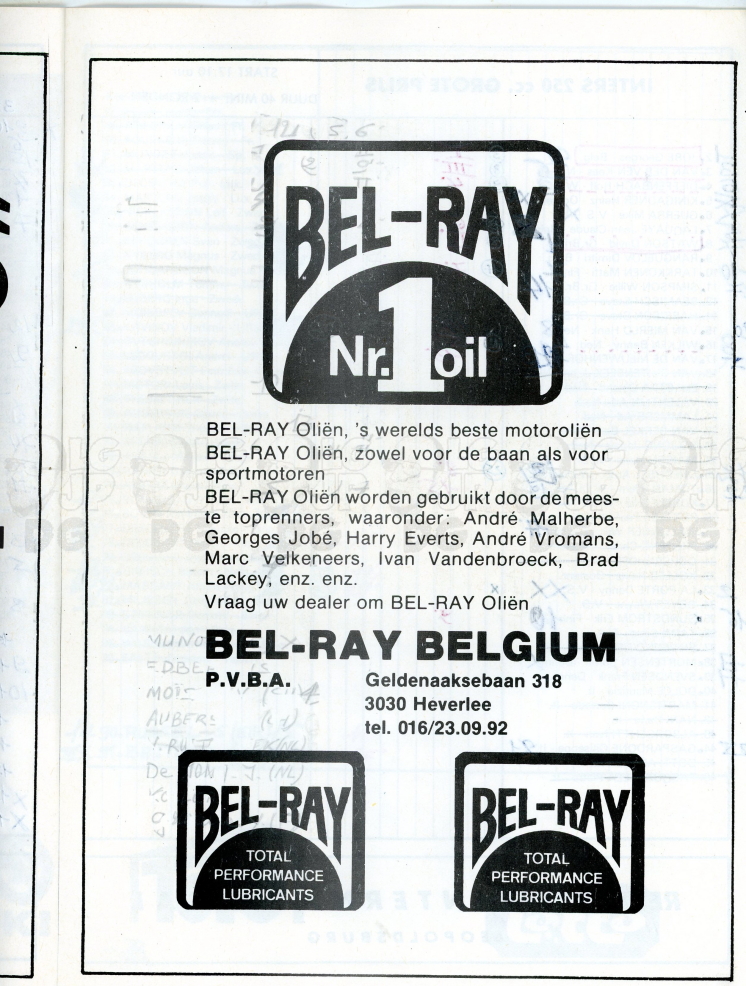 BEL-RAY
Nr. 1 oil
BEL-RAY Oliën, 's werelds beste motoroliën
BEL-RAY Oliën, zowel voor de baan als voor
sportmotoren
BEL-RAY Oliën worden gebruikt door de mees-
te toprenners, waaronder: André Malherbe,
Georges Jobé, Harry Everts, André Vromans,
Marc Velkeneers, Ivan Vandenbroeck, Brad
Lackey, enz. enz.
Vraag uw dealer om BEL-RAY Oliën
BEL-RAY BELGIUM
P.V.B.A.
Geldenaaksebaan 318
3030 Heverlee
tel. 016/23.09.92
BEL-RAY
TOTAL
PERFORMANCE
LUBRICANTS
BEL-RAY
TOTAL
PERFORMANCE
LUBRICANTS